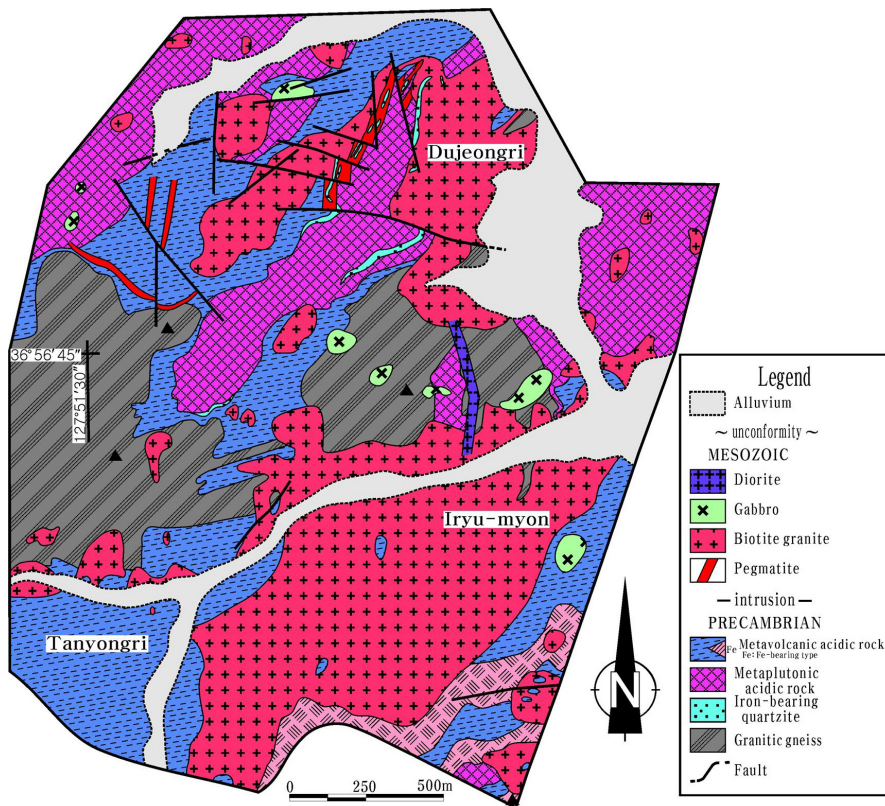 Dujeongri
36°56′45″
127°51′30″
Iryu-myon
Tanyongri
N
0 250 500m
Legend
Alluvium
~ unconformity ~
MESOZOIC
Diorite
Gabbro
Biotite granite
Pegmatite
— intrusion —
PRECAMBRIAN
Fe Metavolcanic acidic rock
Fe: Fe-bearing type
Metaplutonic
acidic rock
Iron-bearing
quartzite
Granitic gneiss
Fault